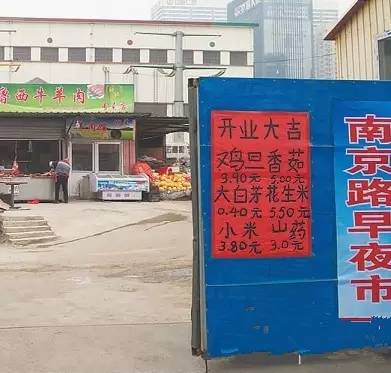 鲁西牛羊肉
开业大吉
鸡旦 香茹
3.90元 5.00元
大白芽 花生米
0.40元 5.50元
小米 山药
3.80元 3.0元
南京路早夜市